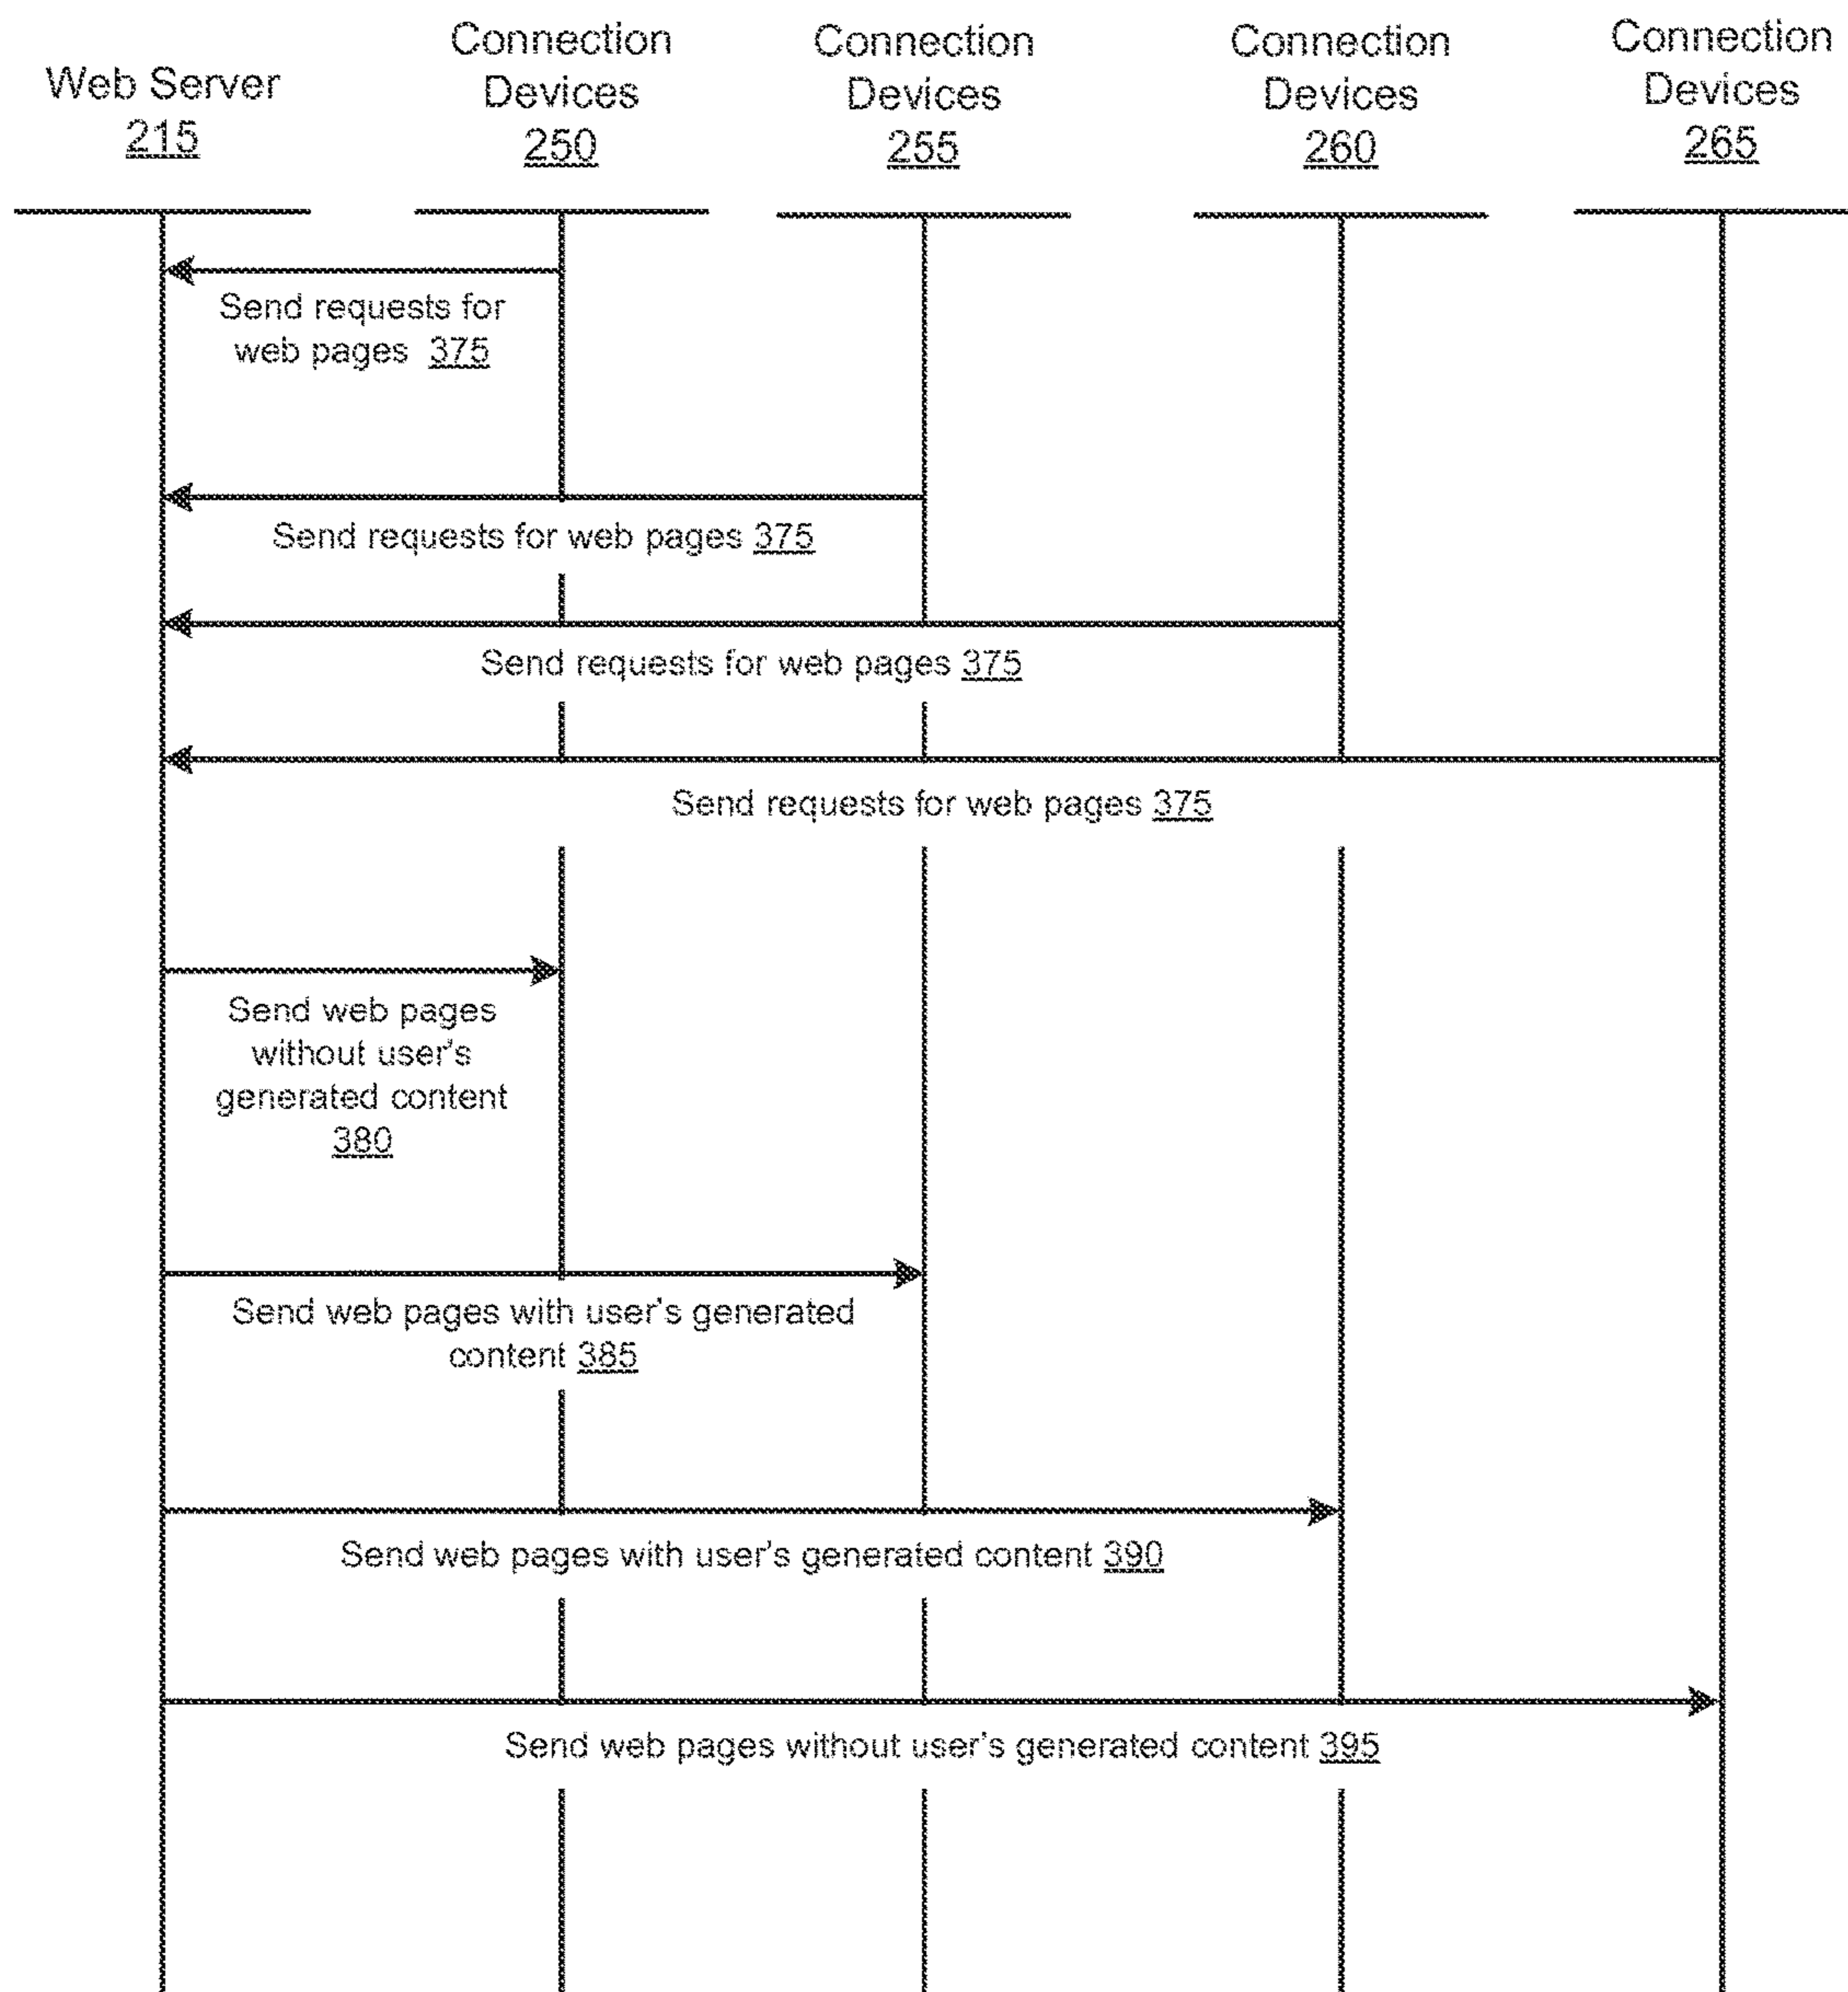 Web Server
215
Connection
Devices
250
Connection
Devices
255
Connection
Devices
260
Connection
Devices
265
Send requests for
web pages 375
Send requests for web pages 375
Send requests for web pages 375
Send requests for web pages 375
Send web pages
without user's
generated content
380
Send web pages with user's generated
content 385
Send web pages with user's generated content 390
Send web pages without user's generated content 395